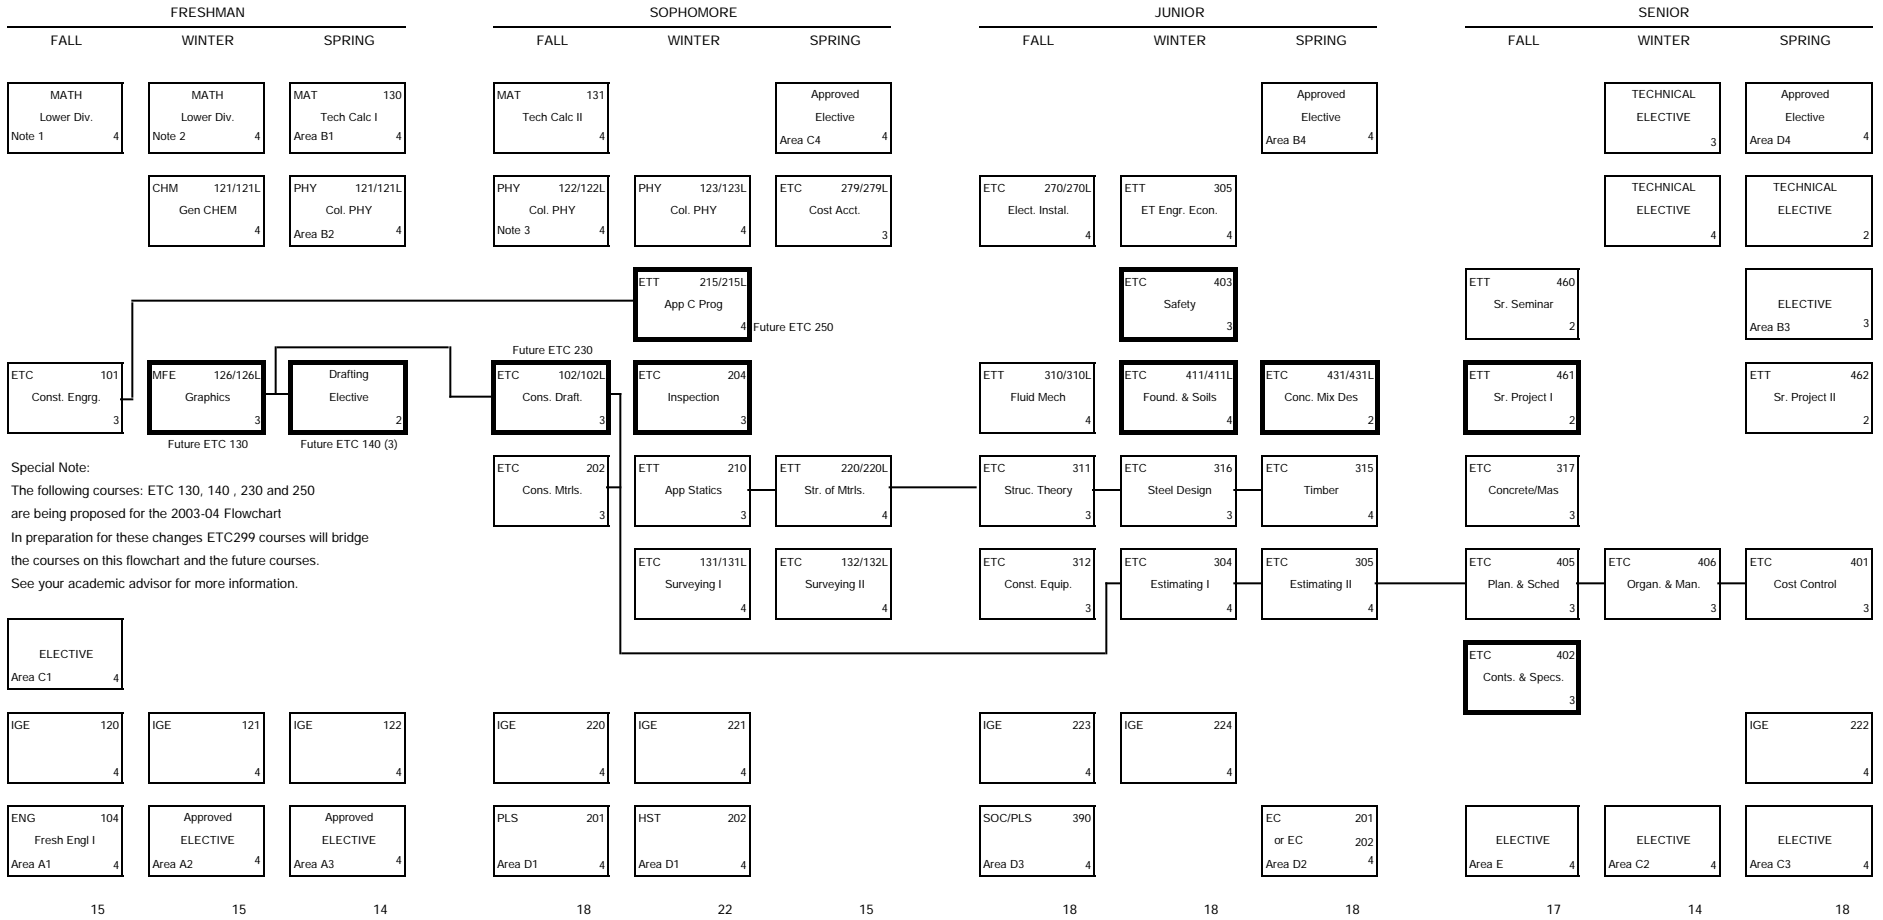 FRESHMAN SOPHOMORE JUNIOR SENIOR
FALL WINTER SPRING FALL WINTER SPRING FALL WINTER SPRING FALL WINTER SPRING
MATH MATH MAT 130 MAT 131 Approved Approved TECHNICAL Approved
Lower Div. Lower Div. Tech Calc I Tech Calc II Elective Elective ELECTIVE Elective
Note 1 4 Note 2 4 Area B1 4 4 Area C4 4 Area B4 4 3 Area D4 4
CHM 121/121L PHY 121/121L PHY 122/122L PHY 123/123L ETC 279/279L ETC 270/270L ETT 305 TECHNICAL TECHNICAL
Gen CHEM Col. PHY Col. PHY Col. PHY Cost Acct. Elect. Instal. ET Engr. Econ. ELECTIVE ELECTIVE
4 Area B2 4 Note 3 4 4 3 4 4 4 2
ETT 215/215L ETC 403 ETT 460
App C Prog Safety Sr. Seminar ELECTIVE
4 Future ETC 250 3 2 Area B3 3
Future ETC 230
ETC 101 MFE 126/126L Drafting ETC 102/102L ETC 204 ETT 310/310L ETC 411/411L ETC 431/431L ETT 461 ETT 462
Const. Engrg. Graphics Elective Cons. Draft. Inspection Fluid Mech Found. & Soils Conc. Mix Des Sr. Project I Sr. Project II
3 3 2 3 3 4 4 2 2 2
Future ETC 130 Future ETC 140 (3)
Special Note:
The following courses: ETC 130, 140 , 230 and 250
are being proposed for the 2003-04 Flowchart
In preparation for these changes ETC299 courses will bridge
the courses on this flowchart and the future courses.
See your academic advisor for more information.
ETC 202 ETT 210 ETT 220/220L ETC 311 ETC 316 ETC 315 ETC 317
Cons. Mtrls. App Statics Str. of Mtrls. Struc. Theory Steel Design Timber Concrete/Mas
3 3 4 3 3 4 3
ETC 131/131L ETC 132/132L ETC 312 ETC 304 ETC 305 ETC 405 ETC 406 ETC 401
Surveying I Surveying II Const. Equip. Estimating I Estimating II Plan. & Sched Organ. & Man. Cost Control
4 4 3 4 4 3 3 3
ELECTIVE
Area C1 4
ETC 402
Conts. & Specs.
3
IGE 120 IGE 121 IGE 122 IGE 220 IGE 221 IGE 223 IGE 224 IGE 222
4 4 4 4 4 4 4 4
ENG 104 Approved Approved PLS 201 HST 202 SOC/PLS 390 EC 201
Fresh Engl I ELECTIVE ELECTIVE or EC 202 ELECTIVE ELECTIVE ELECTIVE
Area A1 4 Area A2 4 Area A3 4 Area D1 4 Area D1 4 Area D3 4 Area D2 4 Area E 4 Area C2 4 Area C3 4
15 15 14 18 22 15 18 18 18 17 14 18